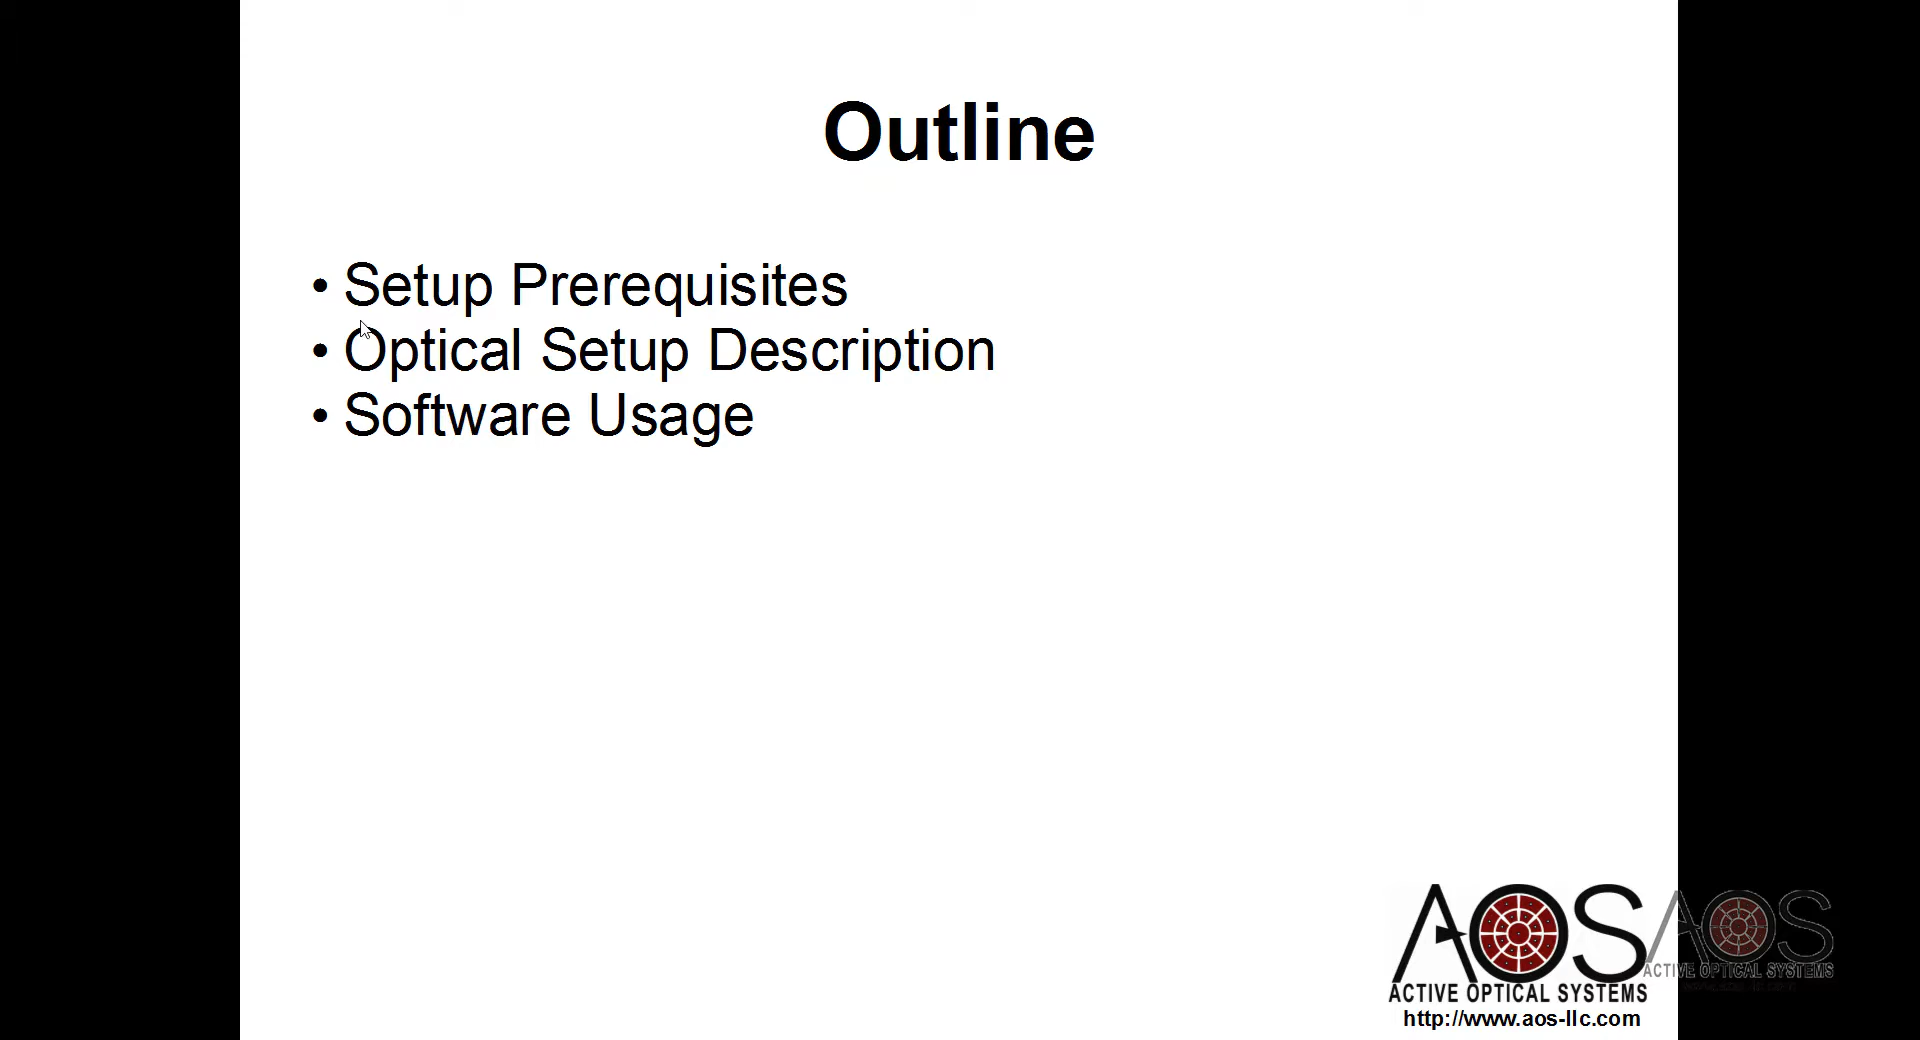 Outline
• Setup Prerequisites
• Optical Setup Description
• Software Usage
AOS
ACTIVE OPTICAL SYSTEMS
http://www.aos-llc.com
AOS
ACTIVE OPTICAL SYSTEMS